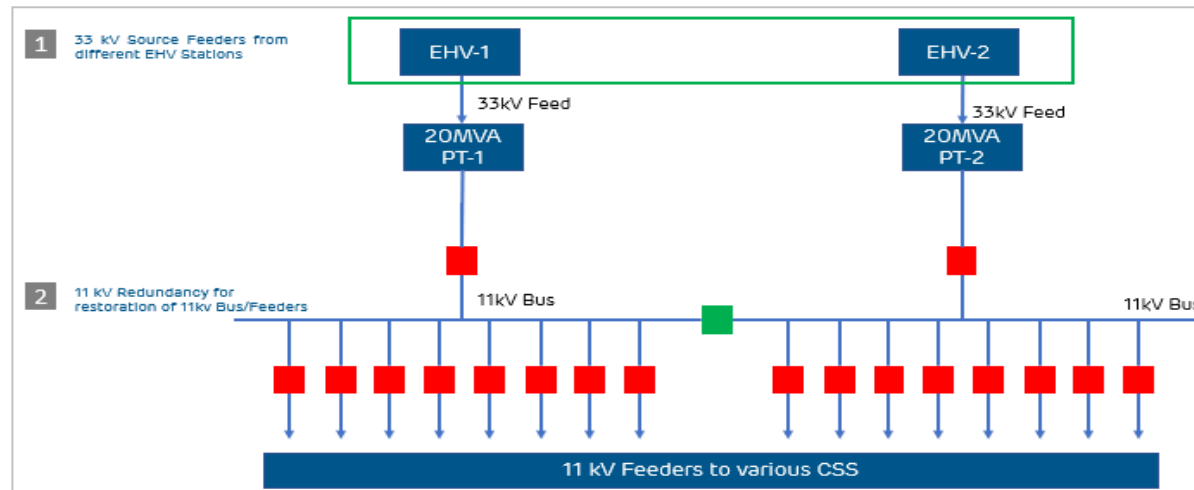 1
33 kV Source Feeders from
different EHV Stations
EHV-1
EHV-2
33kV Feed
33kV Feed
20MVA
PT-1
20MVA
PT-2
2
11 kV Redundancy for
restoration of 11kv Bus/Feeders
11kV Bus
11kV Bus
11 kV Feeders to various CSS